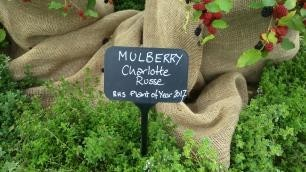 MULBERRY
Charlotte
Russe
RHS Plant of Year 2017